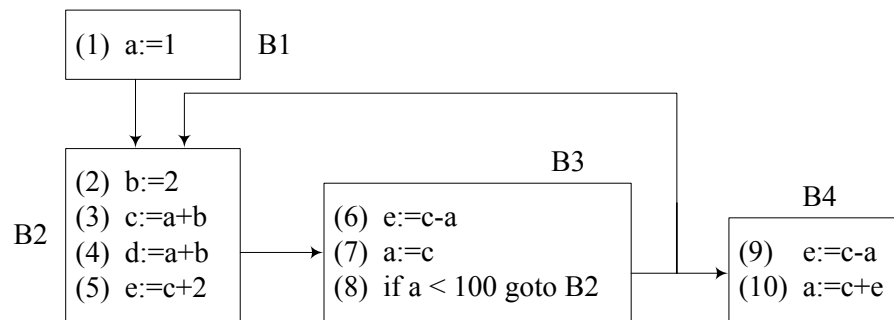 (1) a:=1
B1
B2
(2) b:=2
(3) c:=a+b
(4) d:=a+b
(5) e:=c+2
B3
(6) e:=c-a
(7) a:=c
(8) if a < 100 goto B2
B4
(9) e:=c-a
(10) a:=c+e